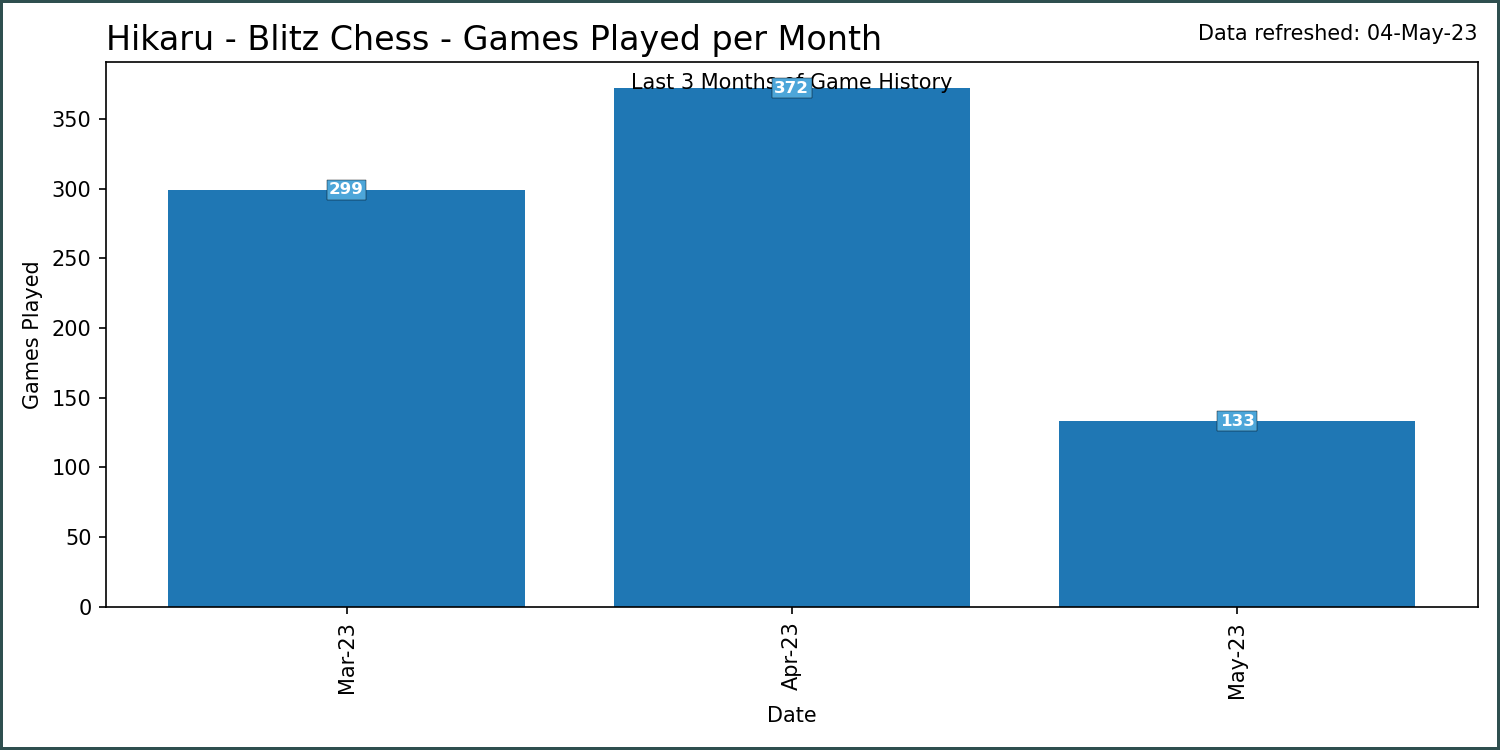 Hikaru - Blitz Chess - Games Played per Month
Data refreshed: 04-May-23
Last 3 Months of Game History
372
299
133
350
300
250
200
150
100
50
0
Games Played
Mar-23
Apr-23
May-23
Date